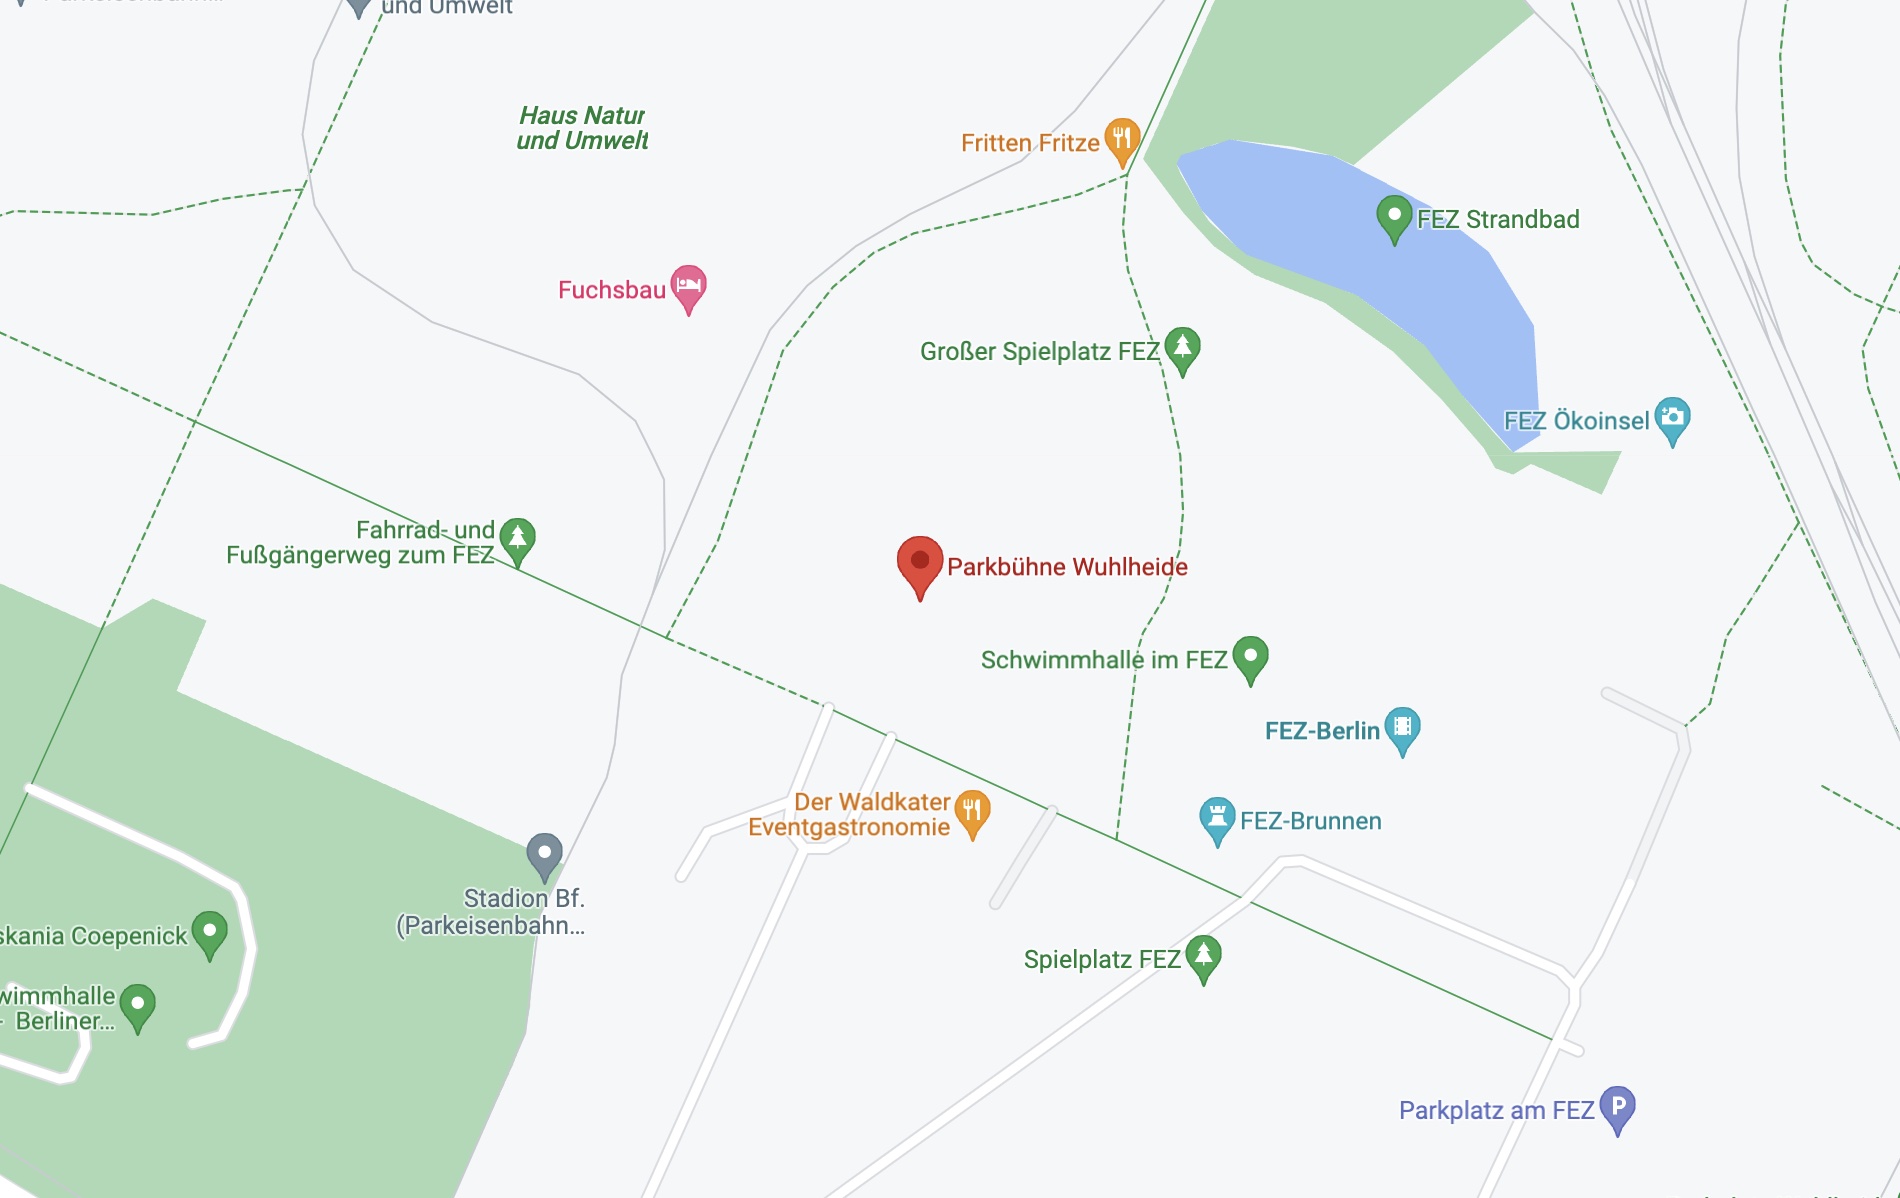 und Umwelt
Haus Natur
und Umwelt
Fritten Fritze
FEZ Strandbad
Fuchsbau
Großer Spielplatz FEZ
FEZ Ökoinsel
Fahrrad- und
Fußgängerweg zum FEZ
Parkbühne Wuhlheide
Schwimmhalle im FEZ
FEZ-Berlin
Der Waldkater
Eventgastronomie
FEZ-Brunnen
Stadion Bf.
(Parkeisenbahn...
skania Coepenick
Spielplatz FEZ
wimmhalle
- Berliner...
Parkplatz am FEZ
P